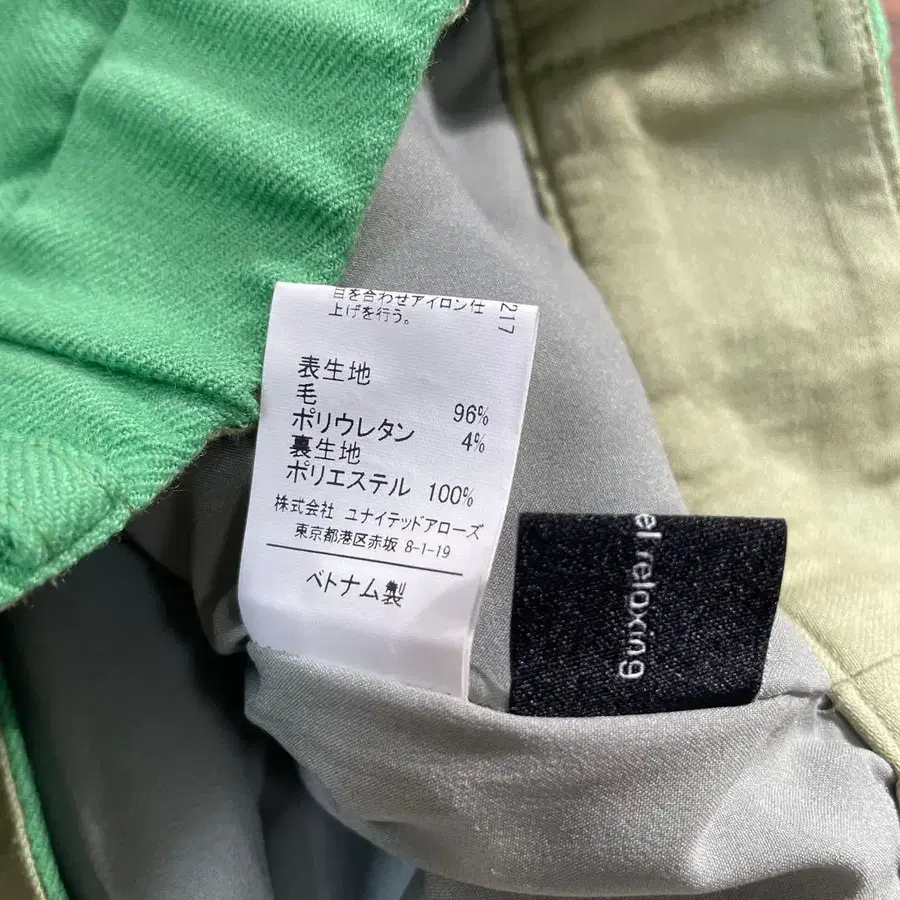 目を合わせアイロン仕
上げを行う。
217
表生地
毛 96%
ポリウレタン 4%
裏生地
ポリエステル 100%
株式会社 ユナイテッドアローズ
東京都港区赤坂 8-1-19
ベトナム製
el relaxing